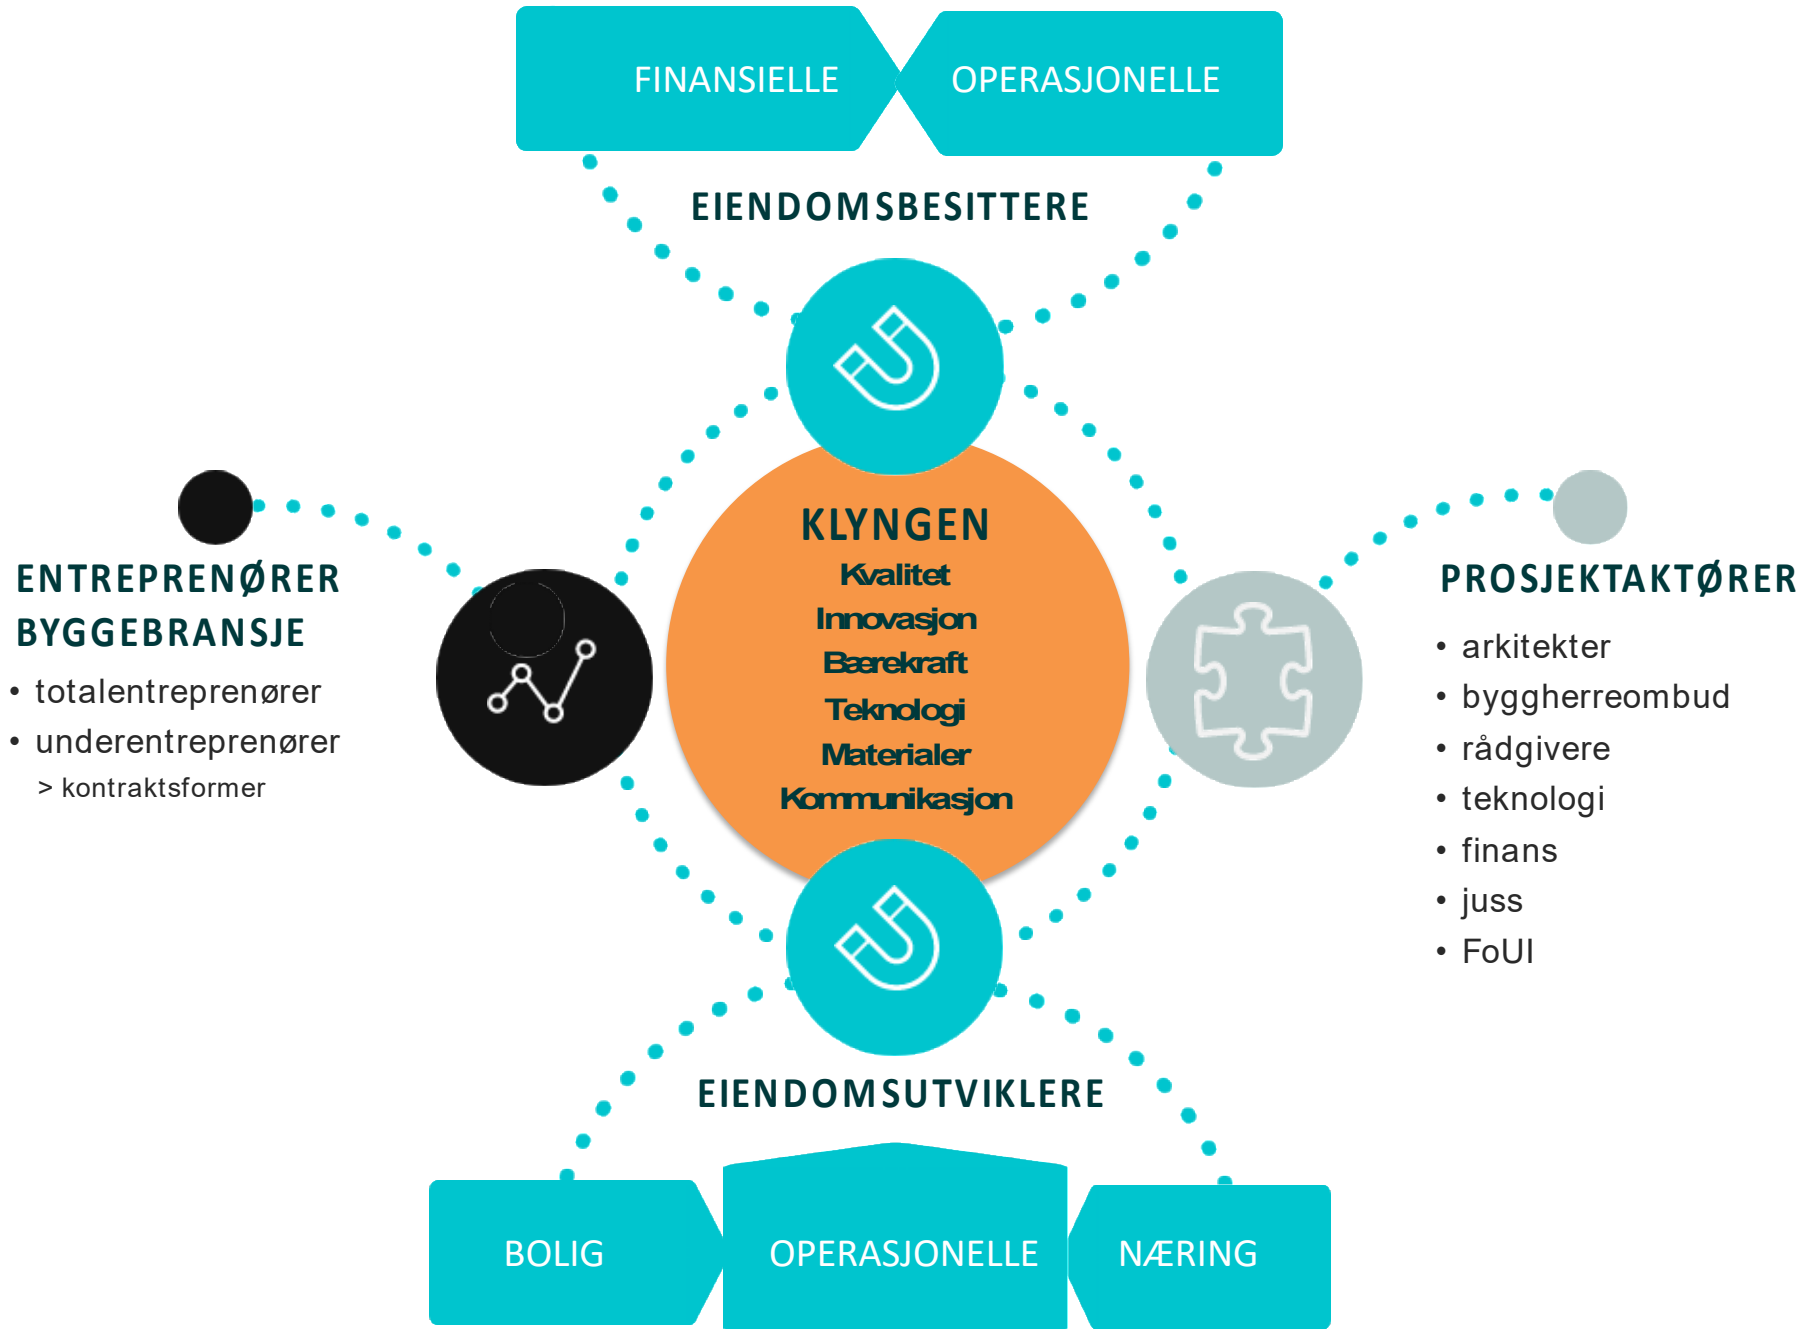 FINANSIELLE
OPERASJONELLE
EIENDOMSBESITTERE
ENTREPRENØRER
BYGGEBRANSJE
• totalentreprenører
• underentreprenører
> kontraktsformer
KLYNGEN
Kvalitet
Innovasjon
Bærekraft
Teknologi
Materialer
Kommunikasjon
PROSJEKTAKTØRER
• arkitekter
• byggherreombud
• rådgivere
• teknologi
• finans
• juss
• FoUI
EIENDOMSUTVIKLERE
BOLIG
OPERASJONELLE
NÆRING